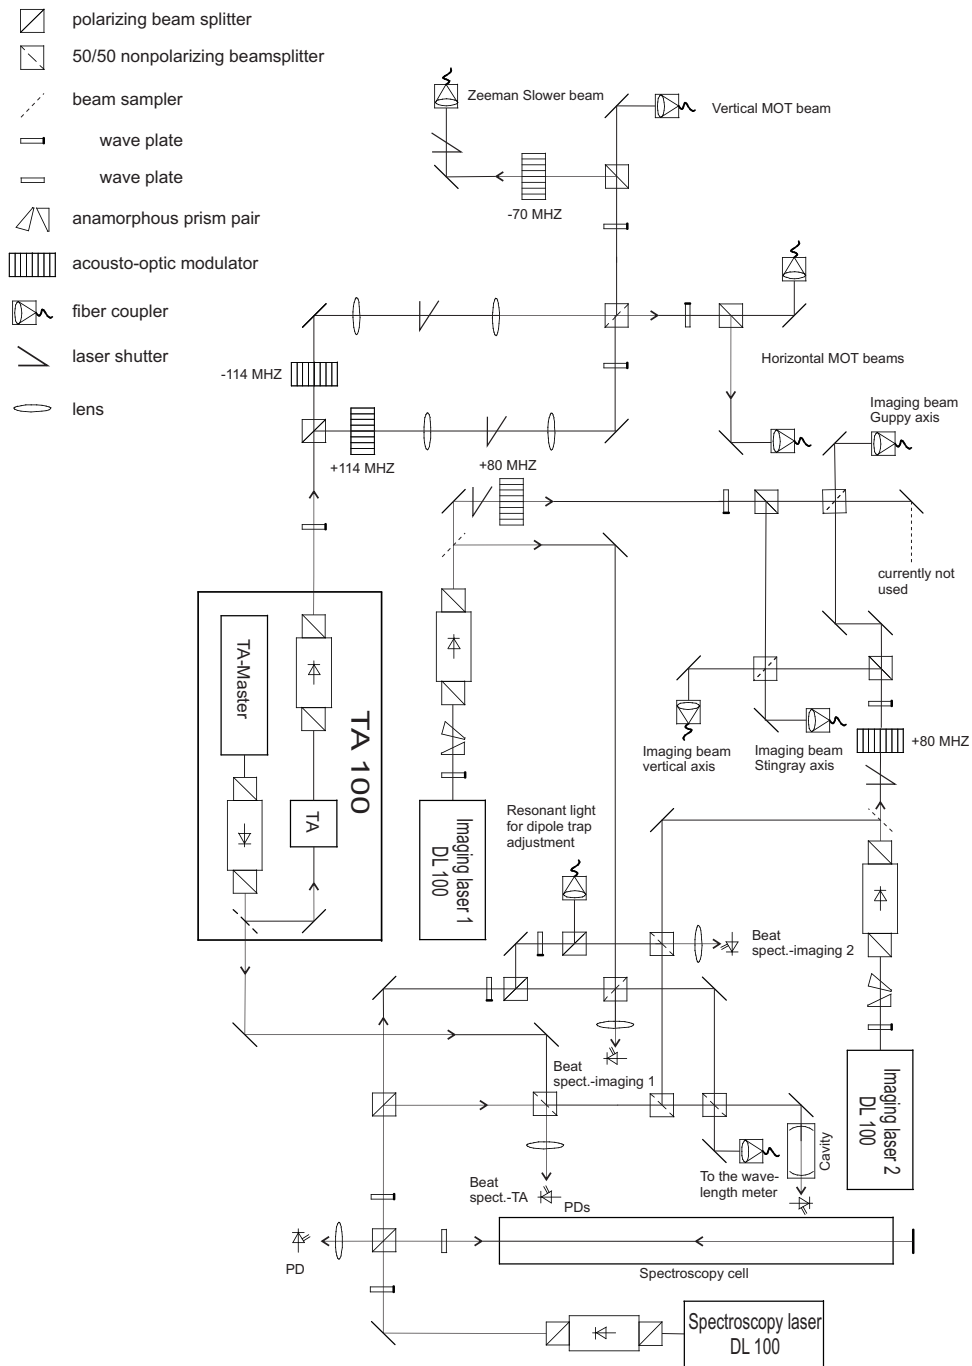 polarizing beam splitter
50/50 nonpolarizing beamsplitter
beam sampler
wave plate
wave plate
anamorphous prism pair
acousto-optic modulator
fiber coupler
laser shutter
lens
Zeeman Slower beam
Vertical MOT beam
-70 MHZ
-114 MHZ
+114 MHZ
Horizontal MOT beams
Imaging beam
Guppy axis
+80 MHZ
currently not
used
TA-Master
TA
TA 100
Imaging laser 1
DL 100
Imaging beam
vertical axis
Imaging beam
Stingray axis
+80 MHZ
Resonant light
for dipole trap
adjustment
Beat
spect.-imaging 2
Beat
spect.-imaging 1
Imaging laser 2
DL 100
Cavity
To the wave-
length meter
Beat
spect.-TA
PDs
PD
Spectroscopy cell
Spectroscopy laser
DL 100